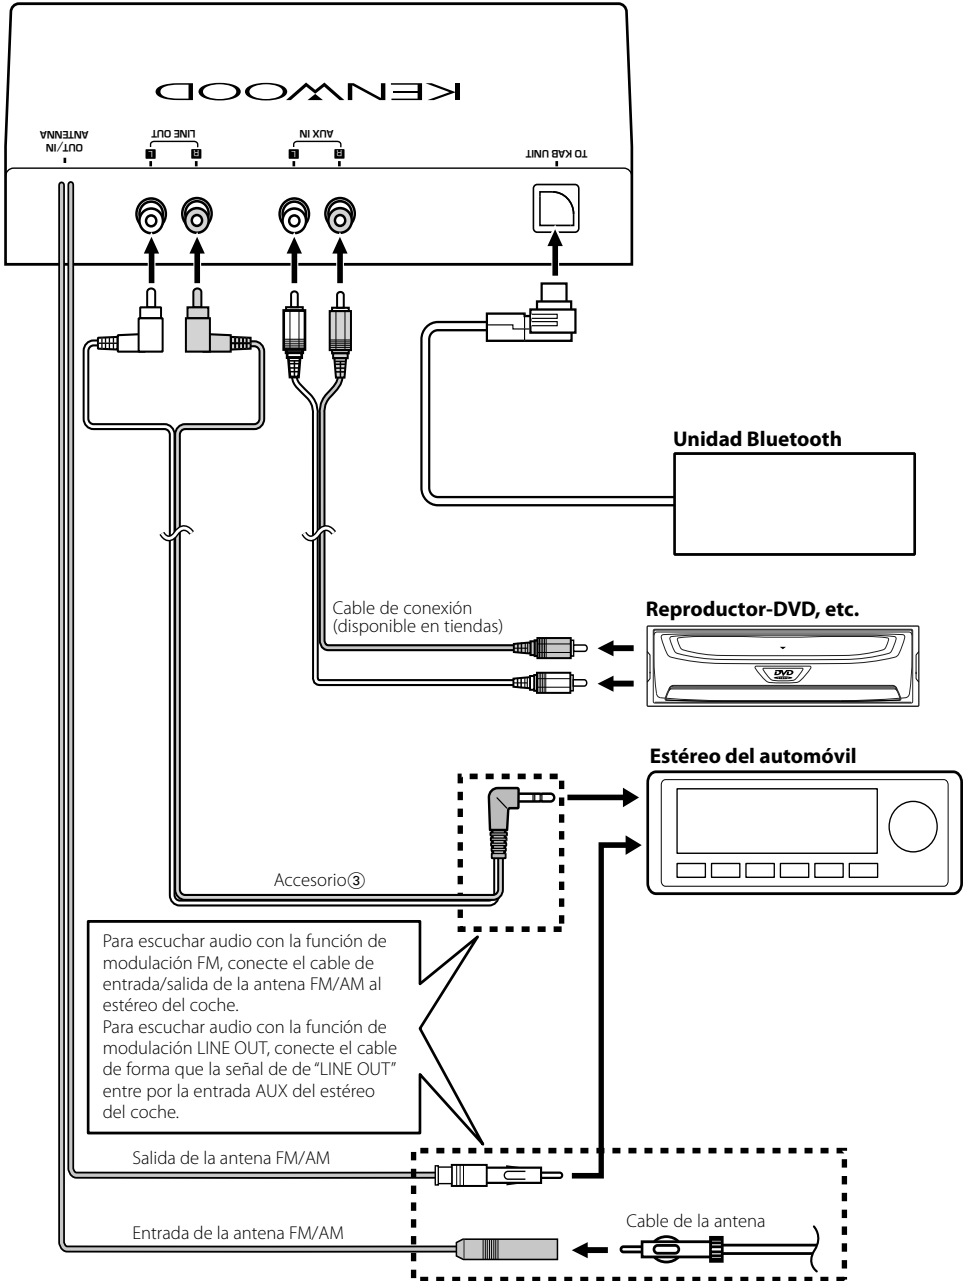 KENWOOD
OUT/IN
ANTENNA
LINE OUT
L
R
AUX IN
L
R
TO KAB UNIT
Unidad Bluetooth
Cable de conexión
(disponible en tiendas)
Reproductor-DVD, etc.
DVD
Estéreo del automóvil
Accesorio③
Para escuchar audio con la función de
modulación FM, conecte el cable de
entrada/salida de la antena FM/AM al
estéreo del coche.
Para escuchar audio con la función de
modulación LINE OUT, conecte el cable
de forma que la señal de de “LINE OUT”
entre por la entrada AUX del estéreo
del coche.
Salida de la antena FM/AM
Entrada de la antena FM/AM
Cable de la antena